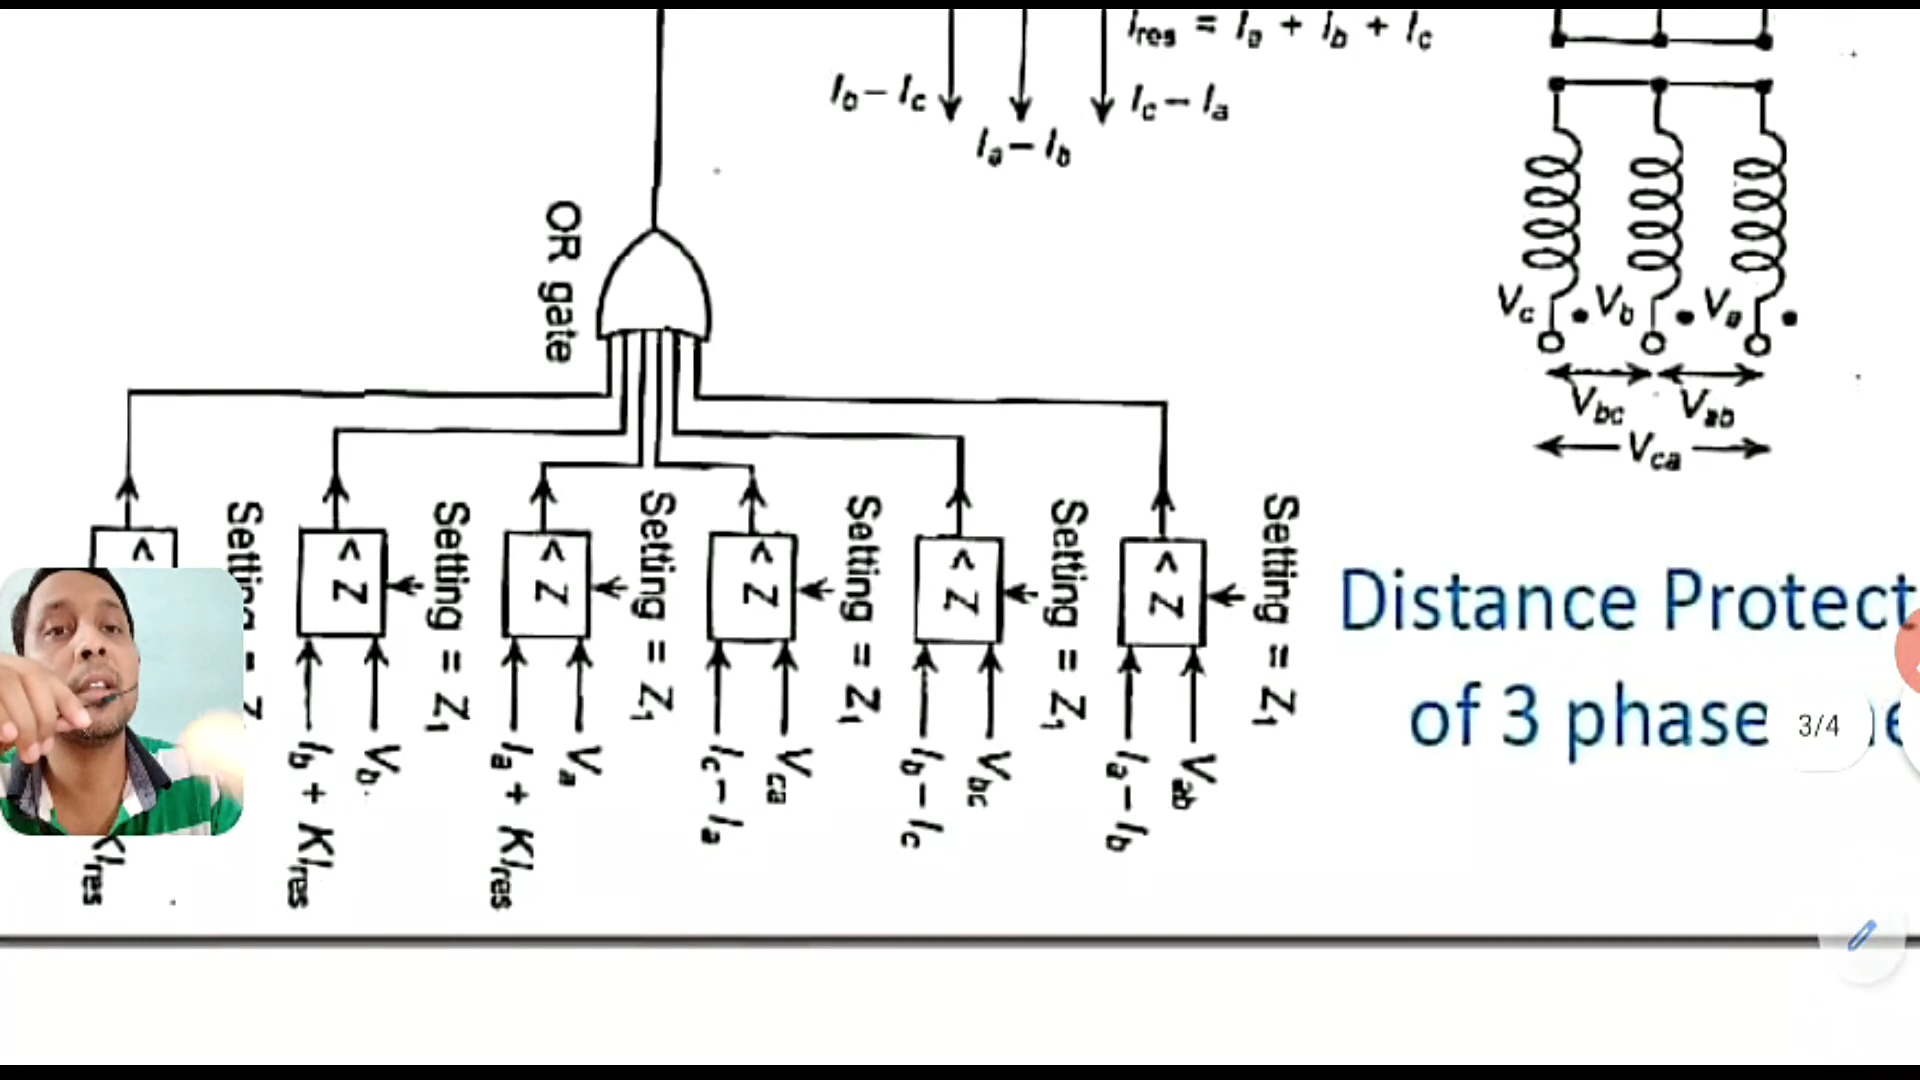 I_res = I_a + I_b + I_c
I_b – I_c
I_c – I_a
I_a – I_b
OR gate
V_c
V_b
V_a
V_bc
V_ab
V_ca
< Z
Setting = Z_1
V_b
I_b + KI_res
< Z
Setting = Z_1
V_a
I_a + KI_res
< Z
Setting = Z_1
V_ca
I_c – I_a
< Z
Setting = Z_1
V_bc
I_b – I_c
< Z
Setting = Z_1
V_ab
I_a – I_b
<
KI_res
Distance Protect
of 3 phase
3/4